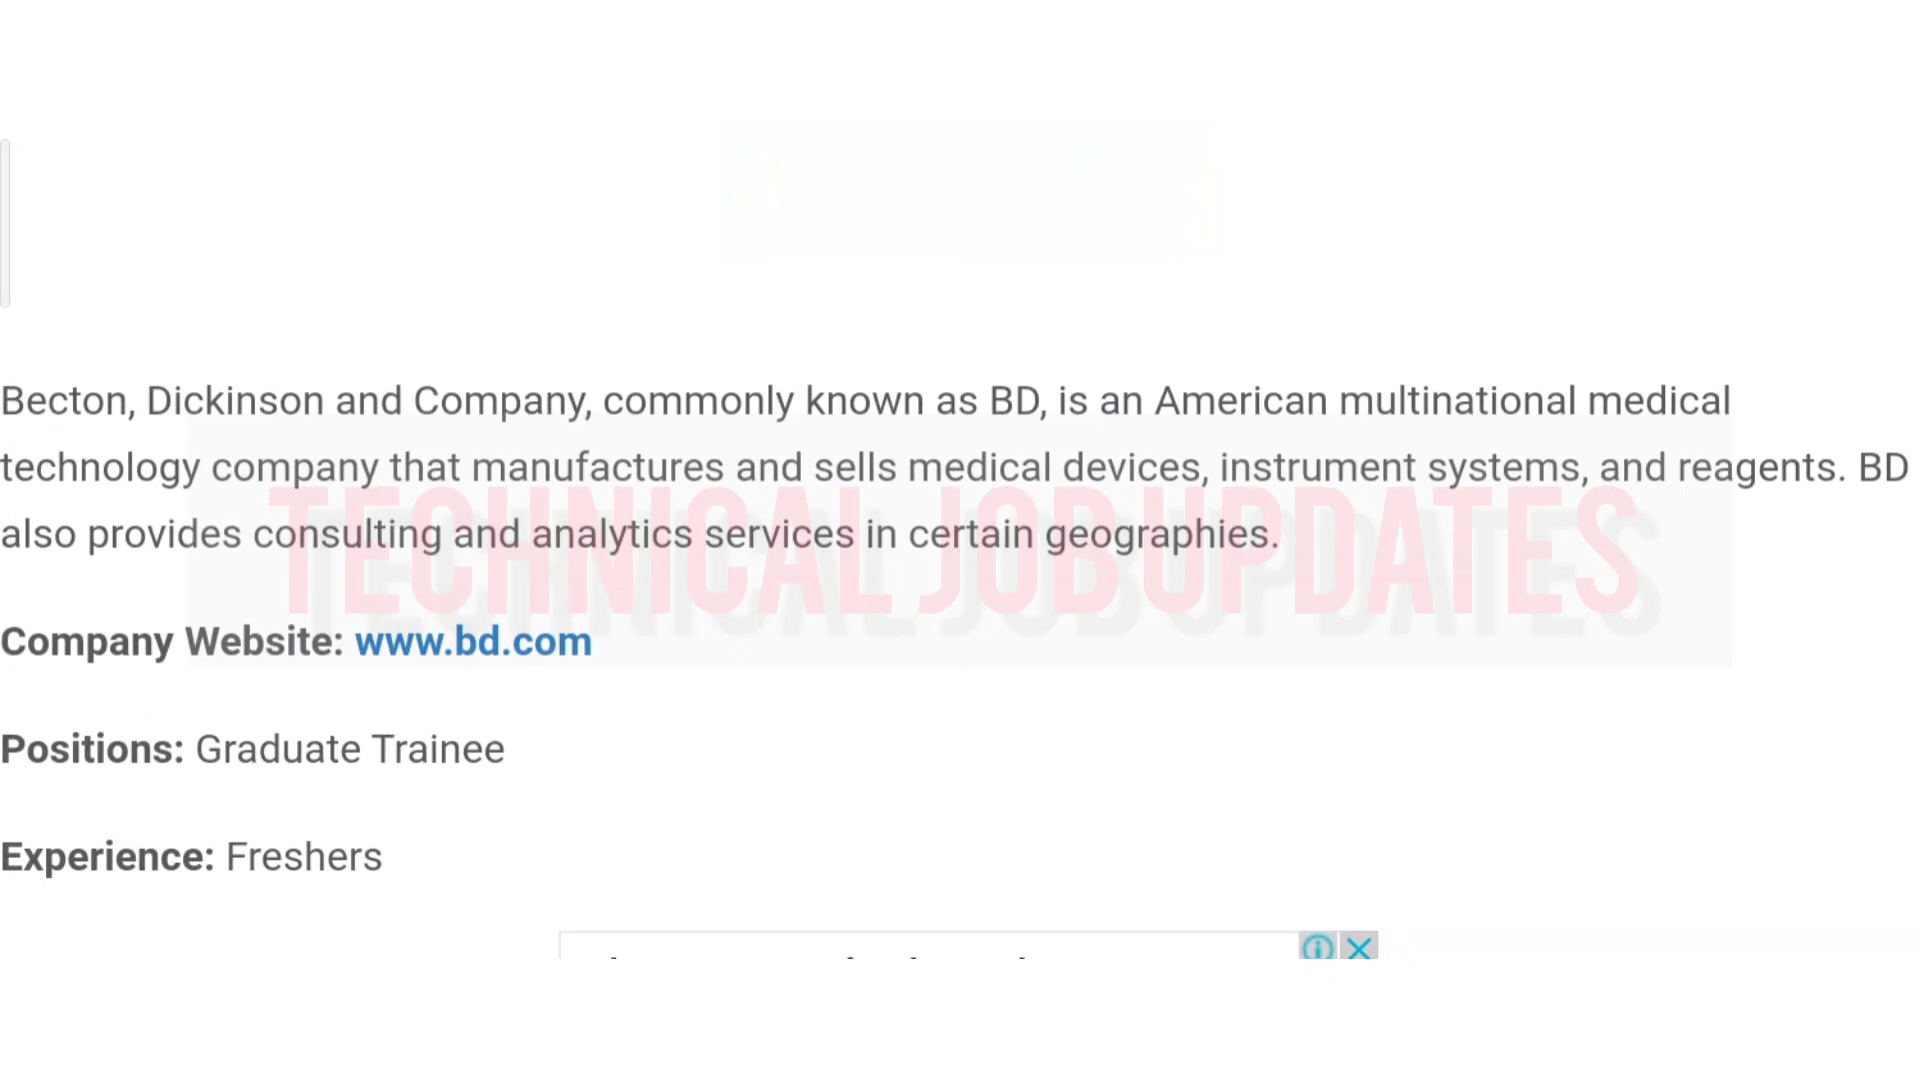 Becton, Dickinson and Company, commonly known as BD, is an American multinational medical
technology company that manufactures and sells medical devices, instrument systems, and reagents. BD
also provides consulting and analytics services in certain geographies.
TECHNICAL JOB UPDATES
Company Website: www.bd.com
Positions: Graduate Trainee
Experience: Freshers